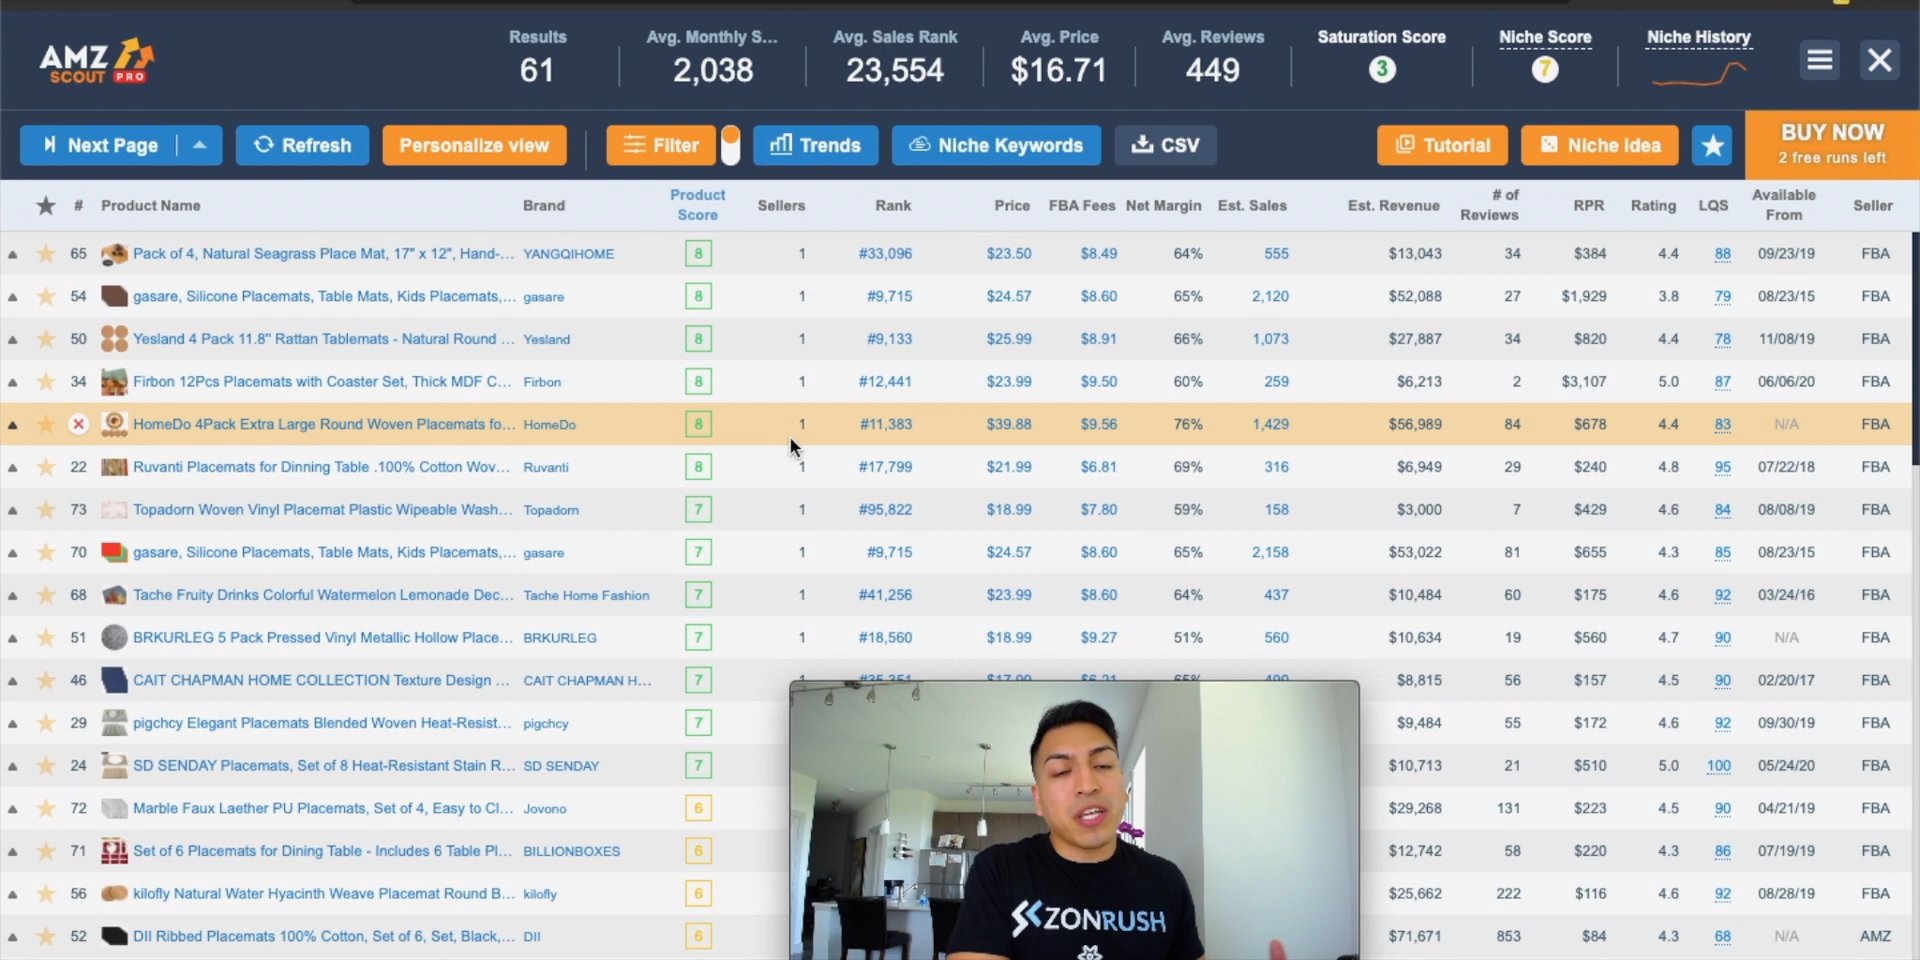 AMZ SCOUT PRO
Results Avg. Monthly S... Avg. Sales Rank Avg. Price Avg. Reviews Saturation Score Niche Score Niche History
61 2,038 23,554 $16.71 449 3 7
Next Page Refresh Personalize view Filter Trends Niche Keywords CSV Tutorial Niche Idea BUY NOW
2 free runs left
# Product Name Brand Product Score Sellers Rank Price FBA Fees Net Margin Est. Sales Est. Revenue # of Reviews RPR Rating LQS Available From Seller
65 Pack of 4, Natural Seagrass Place Mat, 17" x 12", Hand-... YANGQIHOME 8 1 #33,096 $23.50 $8.49 64% 555 $13,043 34 $384 4.4 88 09/23/19 FBA
54 gasare, Silicone Placemats, Table Mats, Kids Placemats,... gasare 8 1 #9,715 $24.57 $8.60 65% 2,120 $52,088 27 $1,929 3.8 79 08/23/15 FBA
50 Yesland 4 Pack 11.8" Rattan Tablemats - Natural Round ... Yesland 8 1 #9,133 $25.99 $8.91 66% 1,073 $27,887 34 $820 4.4 78 11/08/19 FBA
34 Firbon 12Pcs Placemats with Coaster Set, Thick MDF C... Firbon 8 1 #12,441 $23.99 $9.50 60% 259 $6,213 2 $3,107 5.0 87 06/06/20 FBA
HomeDo 4Pack Extra Large Round Woven Placemats fo... HomeDo 8 1 #11,383 $39.88 $9.56 76% 1,429 $56,989 84 $678 4.4 83 N/A FBA
22 Ruvanti Placemats for Dinning Table .100% Cotton Wov... Ruvanti 8 1 #17,799 $21.99 $6.81 69% 316 $6,949 29 $240 4.8 95 07/22/18 FBA
73 Topadorn Woven Vinyl Placemat Plastic Wipeable Wash... Topadorn 7 1 #95,822 $18.99 $7.80 59% 158 $3,000 7 $429 4.6 84 08/08/19 FBA
70 gasare, Silicone Placemats, Table Mats, Kids Placemats,... gasare 7 1 #9,715 $24.57 $8.60 65% 2,158 $53,022 81 $655 4.3 85 08/23/15 FBA
68 Tache Fruity Drinks Colorful Watermelon Lemonade Dec... Tache Home Fashion 7 1 #41,256 $23.99 $8.60 64% 437 $10,484 60 $175 4.6 92 03/24/16 FBA
51 BRKURLEG 5 Pack Pressed Vinyl Metallic Hollow Place... BRKURLEG 7 1 #18,560 $18.99 $9.27 51% 560 $10,634 19 $560 4.7 90 N/A FBA
46 CAIT CHAPMAN HOME COLLECTION Texture Design ... CAIT CHAPMAN H... 7 $8,815 56 $157 4.5 90 02/20/17 FBA
29 pigchcy Elegant Placemats Blended Woven Heat-Resist... pigchcy 7 $9,484 55 $172 4.6 92 09/30/19 FBA
24 SD SENDAY Placemats, Set of 8 Heat-Resistant Stain R... SD SENDAY 7 $10,713 21 $510 5.0 100 05/24/20 FBA
72 Marble Faux Laether PU Placemats, Set of 4, Easy to Cl... Jovono 6 $29,268 131 $223 4.5 90 04/21/19 FBA
71 Set of 6 Placemats for Dining Table - Includes 6 Table Pl... BILLIONBOXES 6 $12,742 58 $220 4.3 86 07/19/19 FBA
56 kilofly Natural Water Hyacinth Weave Placemat Round B... kilofly 6 $25,662 222 $116 4.6 92 08/28/19 FBA
52 DII Ribbed Placemats 100% Cotton, Set of 6, Set, Black,... DII 6 $71,671 853 $84 4.3 68 N/A AMZ
ZONRUSH